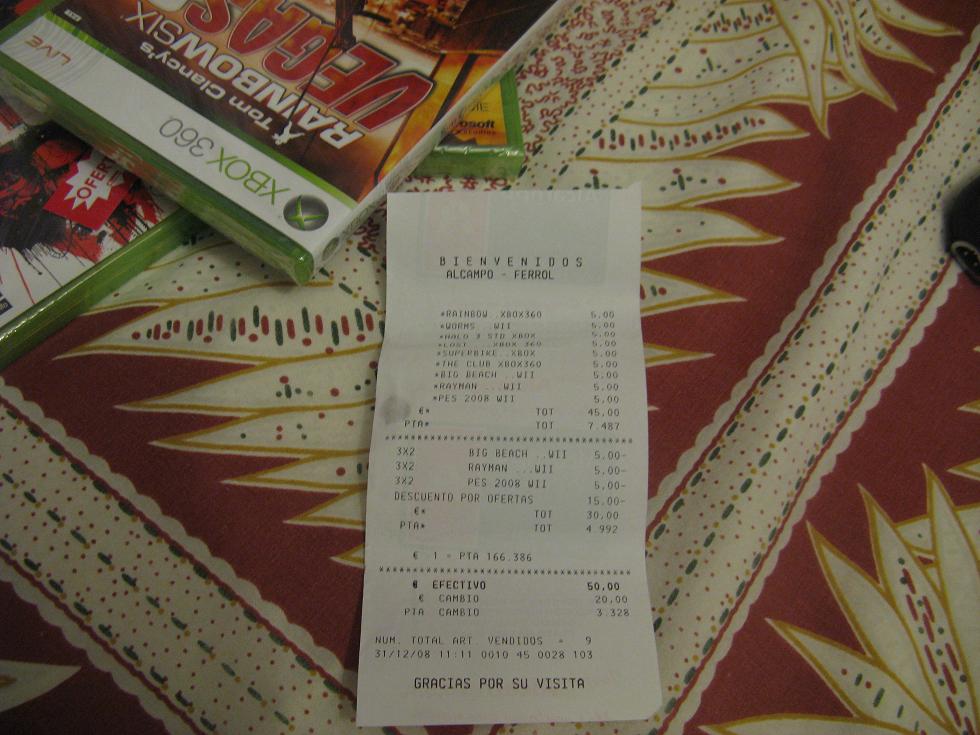 LIVE
XBOX 360
Tom Clancy's
RAINBOWSIX
VEGAS
OFER
osoft
BIENVENIDOS
ALCAMPO - FERROL
*RAINBOW..XBOX360 5,00
*WORMS ..WII 5,00
*HALO 3 STD XBOX 5,00
*LOST ...XBOX 360 5,00
*SUPERBIKE..XBOX 5,00
*THE CLUB XBOX360 5,00
*BIG BEACH ..WII 5,00
*RAYMAN ...WII 5,00
*PES 2008 WII 5,00
€* TOT 45,00
PTA* TOT 7.487
3X2 BIG BEACH ..WII 5,00-
3X2 RAYMAN ...WII 5,00-
3X2 PES 2008 WII 5,00-
DESCUENTO POR OFERTAS 15,00-
€* TOT 30,00
PTA* TOT 4.992
€ 1 = PTA 166.386
€ EFECTIVO 50,00
€ CAMBIO 20,00
PTA CAMBIO 3.328
NUM. TOTAL ART. VENDIDOS = 9
31/12/08 11:11 0010 45 0028 103
GRACIAS POR SU VISITA